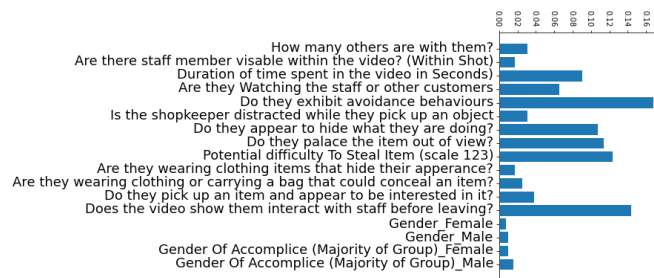 0.00 0.02 0.04 0.06 0.08 0.10 0.12 0.14 0.16
How many others are with them?
Are there staff member visable within the video? (Within Shot)
Duration of time spent in the video in Seconds)
Are they Watching the staff or other customers
Do they exhibit avoidance behaviours
Is the shopkeeper distracted while they pick up an object
Do they appear to hide what they are doing?
Do they palace the item out of view?
Potential difficulty To Steal Item (scale 123)
Are they wearing clothing items that hide their apperance?
Are they wearing clothing or carrying a bag that could conceal an item?
Do they pick up an item and appear to be interested in it?
Does the video show them interact with staff before leaving?
Gender_Female
Gender_Male
Gender Of Accomplice (Majority of Group)_Female
Gender Of Accomplice (Majority of Group)_Male